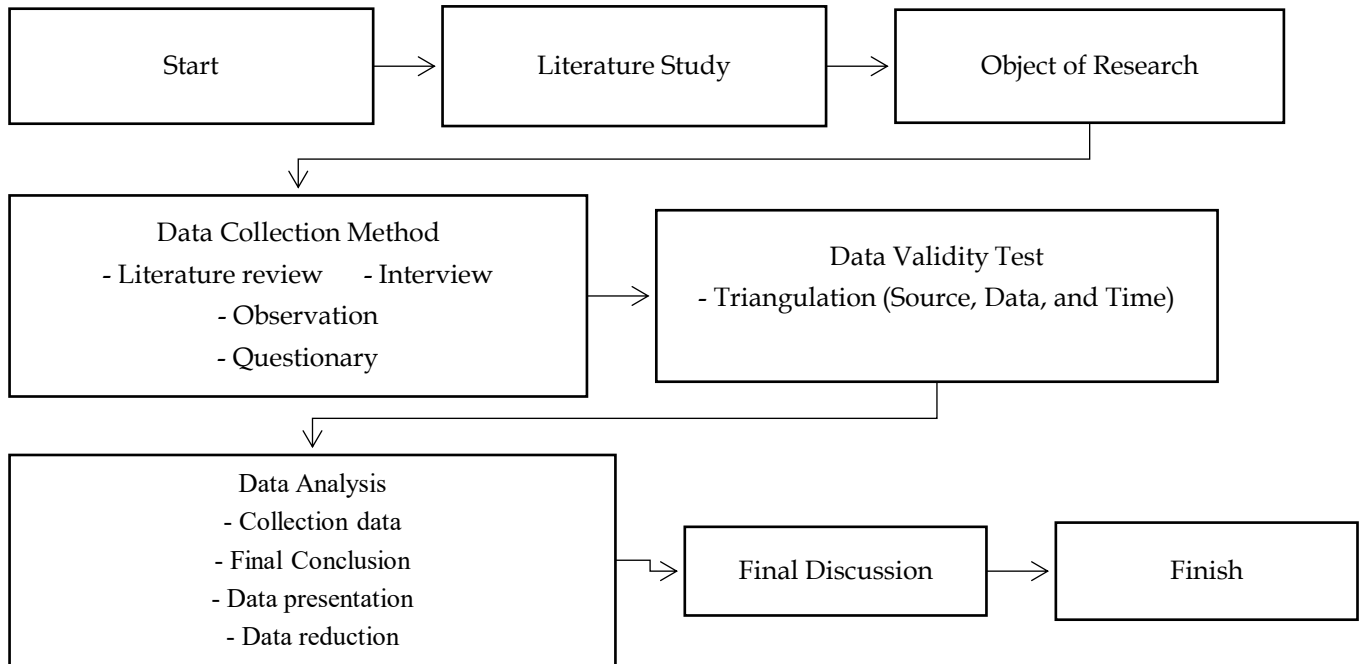 Start
Literature Study
Object of Research
Data Collection Method
- Literature review - Interview
- Observation
- Questionary
Data Validity Test
- Triangulation (Source, Data, and Time)
Data Analysis
- Collection data
- Final Conclusion
- Data presentation
- Data reduction
Final Discussion
Finish